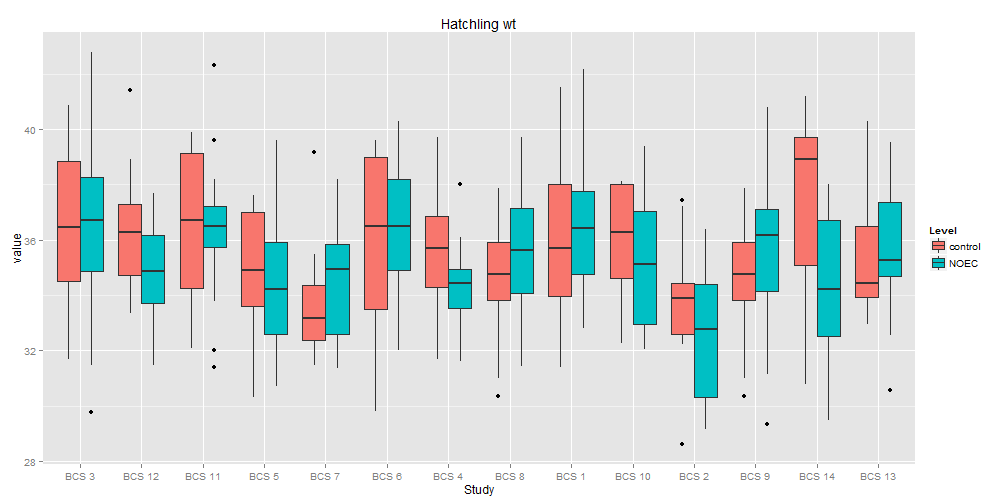 Hatchling wt
value
40
36
32
28
BCS 3 BCS 12 BCS 11 BCS 5 BCS 7 BCS 6 BCS 4 BCS 8 BCS 1 BCS 10 BCS 2 BCS 9 BCS 14 BCS 13
Study
Level
control
NOEC